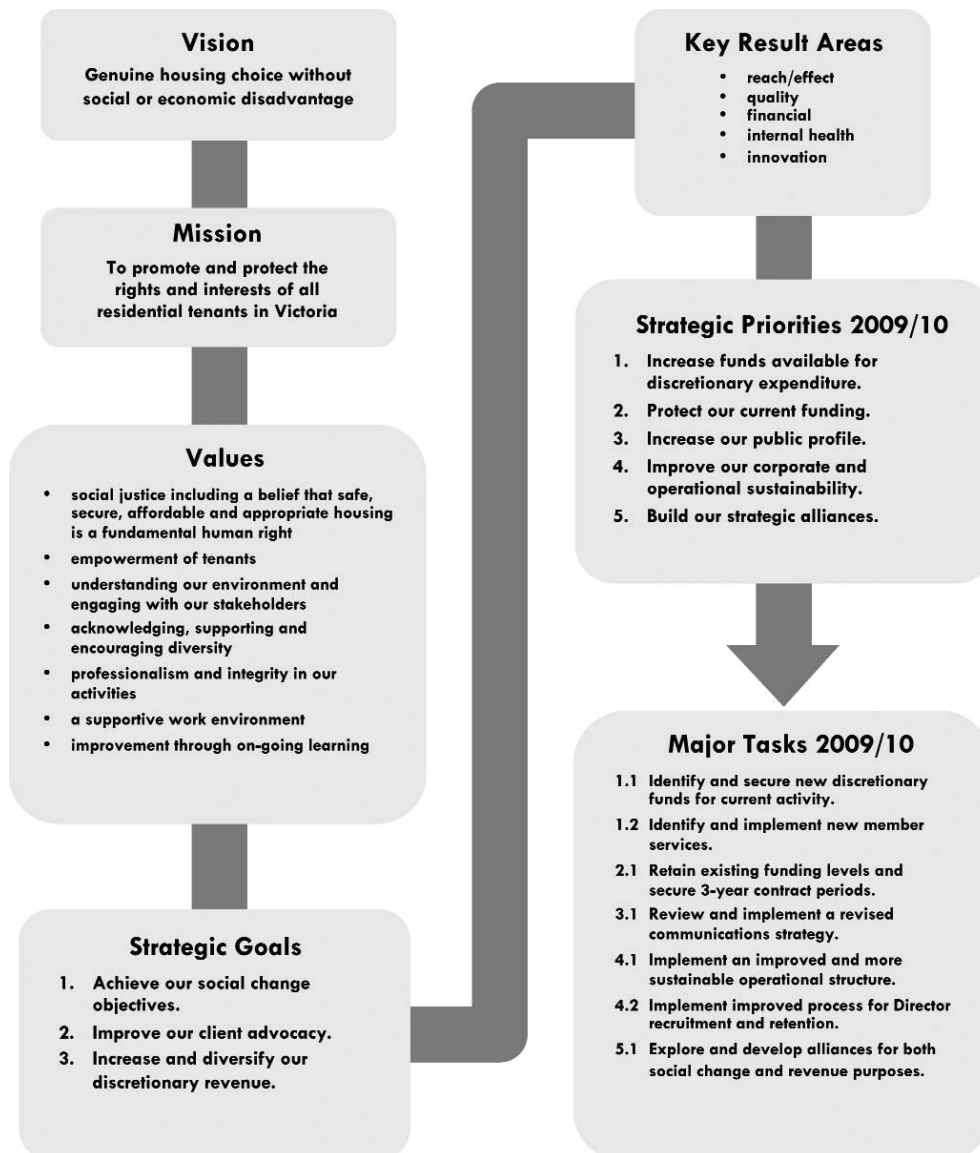 Vision
Genuine housing choice without
social or economic disadvantage
Mission
To promote and protect the
rights and interests of all
residential tenants in Victoria
Values
• social justice including a belief that safe,
secure, affordable and appropriate housing
is a fundamental human right
• empowerment of tenants
• understanding our environment and
engaging with our stakeholders
• acknowledging, supporting and
encouraging diversity
• professionalism and integrity in our
activities
• a supportive work environment
• improvement through on-going learning
Strategic Goals
1. Achieve our social change
objectives.
2. Improve our client advocacy.
3. Increase and diversify our
discretionary revenue.
Key Result Areas
• reach/effect
• quality
• financial
• internal health
• innovation
Strategic Priorities 2009/10
1. Increase funds available for
discretionary expenditure.
2. Protect our current funding.
3. Increase our public profile.
4. Improve our corporate and
operational sustainability.
5. Build our strategic alliances.
Major Tasks 2009/10
1.1 Identify and secure new discretionary
funds for current activity.
1.2 Identify and implement new member
services.
2.1 Retain existing funding levels and
secure 3-year contract periods.
3.1 Review and implement a revised
communications strategy.
4.1 Implement an improved and more
sustainable operational structure.
4.2 Implement improved process for Director
recruitment and retention.
5.1 Explore and develop alliances for both
social change and revenue purposes.